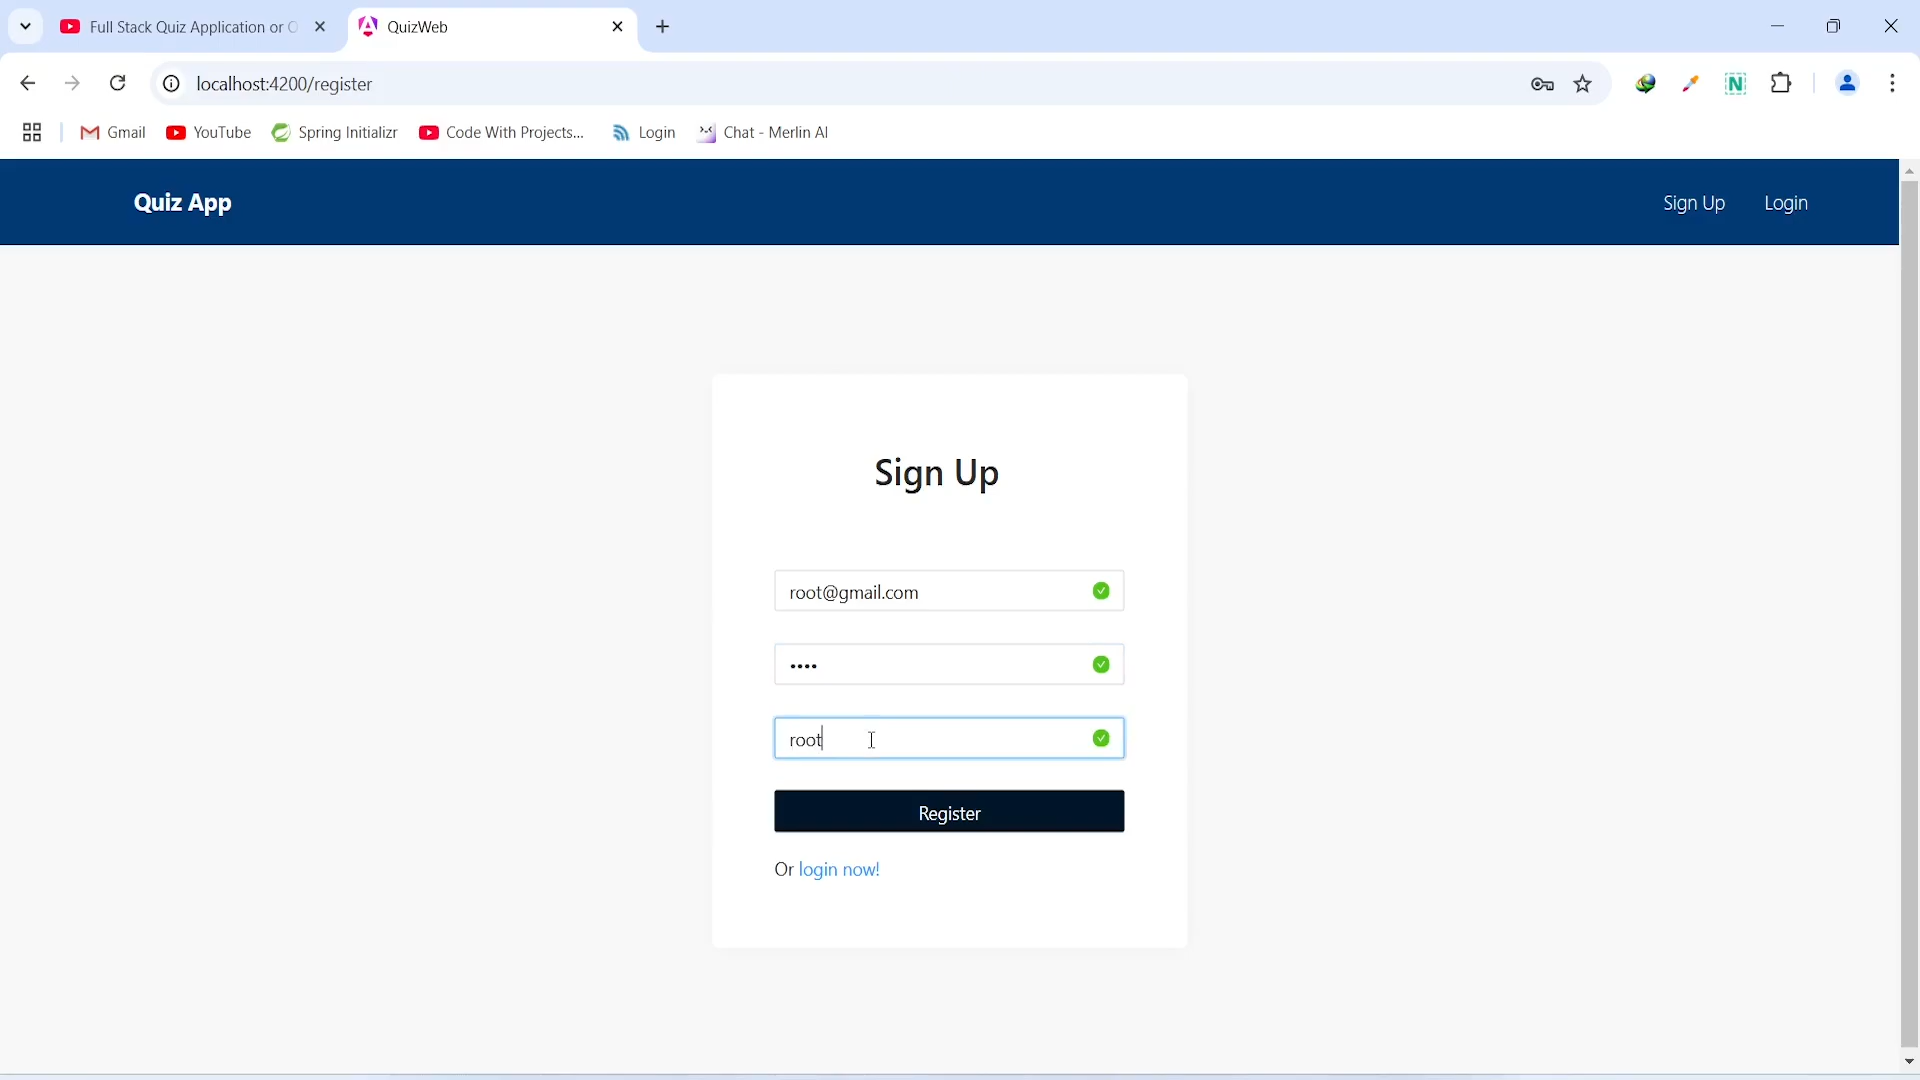 Full Stack Quiz Application or O
QuizWeb
localhost:4200/register
Gmail
YouTube
Spring Initializr
Code With Projects...
Login
Chat - Merlin AI
Quiz App
Sign Up
Login
Sign Up
root@gmail.com
••••
root
Register
Or login now!